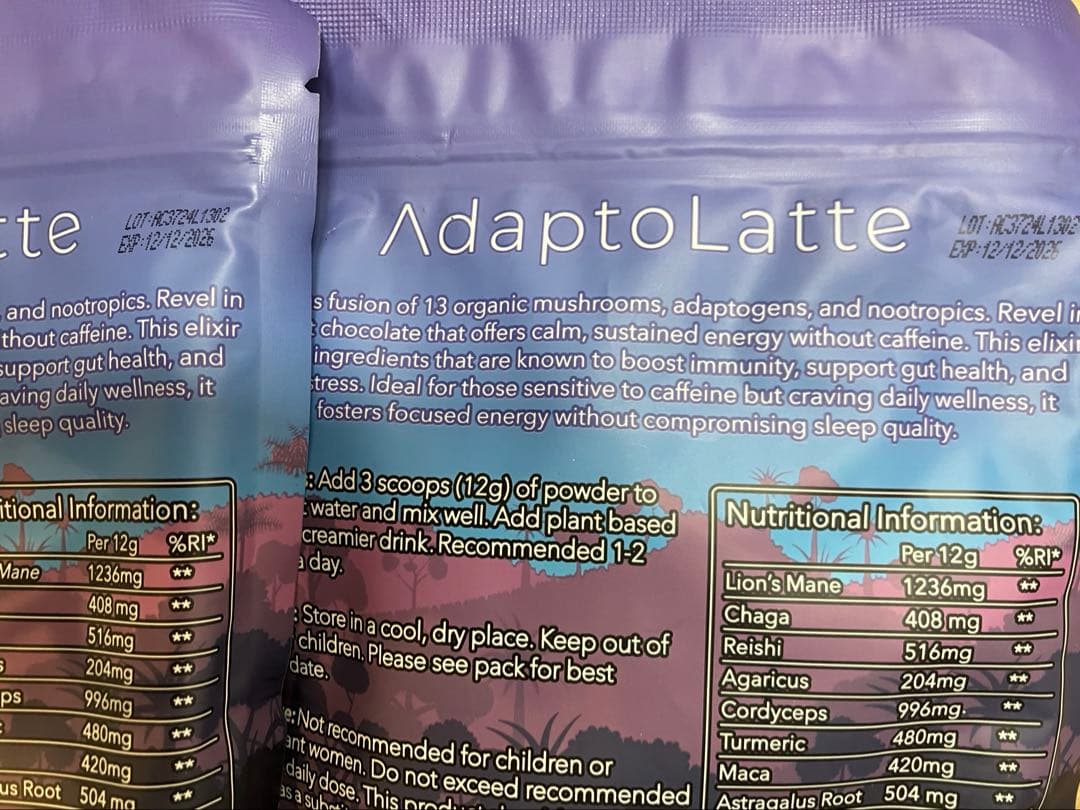 tte
LOT:AC3724L1302
EXP:12/12/2026
and nootropics. Revel in
thout caffeine. This elixir
support gut health, and
aving daily wellness, it
sleep quality.
itional Information:
Per 12g %RI*
Mane 1236mg **
408mg **
516mg **
204mg **
ps 996mg **
480mg **
420mg **
us Root 504 mg **
AdaptoLatte
LOT:AC3724L1302
EXP:12/12/2026
s fusion of 13 organic mushrooms, adaptogens, and nootropics. Revel in
chocolate that offers calm, sustained energy without caffeine. This elixir
ingredients that are known to boost immunity, support gut health, and
tress. Ideal for those sensitive to caffeine but craving daily wellness, it
fosters focused energy without compromising sleep quality.
: Add 3 scoops (12g) of powder to
water and mix well. Add plant based
creamier drink. Recommended 1-2
a day.
: Store in a cool, dry place. Keep out of
children. Please see pack for best
date.
e: Not recommended for children or
ant women. Do not exceed recommended
daily dose. This
as a
Nutritional Information:
Per 12g %RI*
Lion's Mane 1236mg **
Chaga 408mg **
Reishi 516mg **
Agaricus 204mg **
Cordyceps 996mg. **
Turmeric 480mg **
Maca 420mg **
Astragalus Root 504 mg **